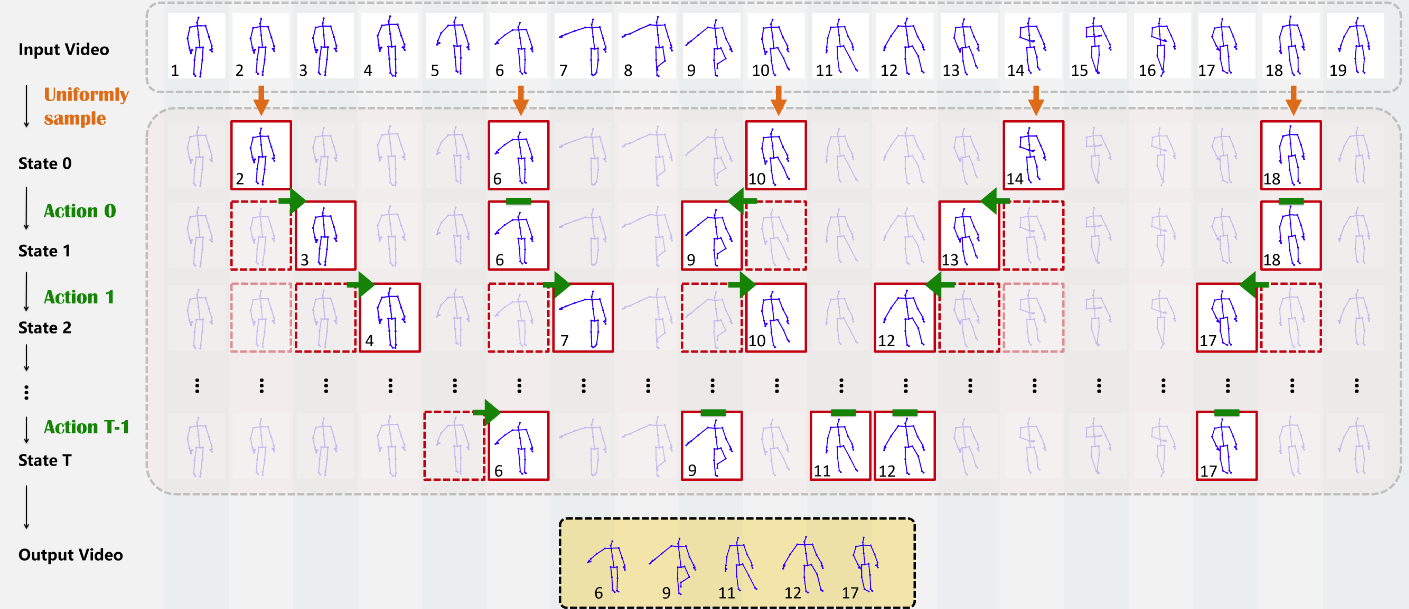 Input Video
1 2 3 4 5 6 7 8 9 10 11 12 13 14 15 16 17 18 19
Uniformly
sample
State 0
2 6 10 14 18
Action 0
State 1
3 6 9 13 18
Action 1
State 2
4 7 10 12 17
Action T-1
State T
6 9 11 12 17
Output Video
6 9 11 12 17